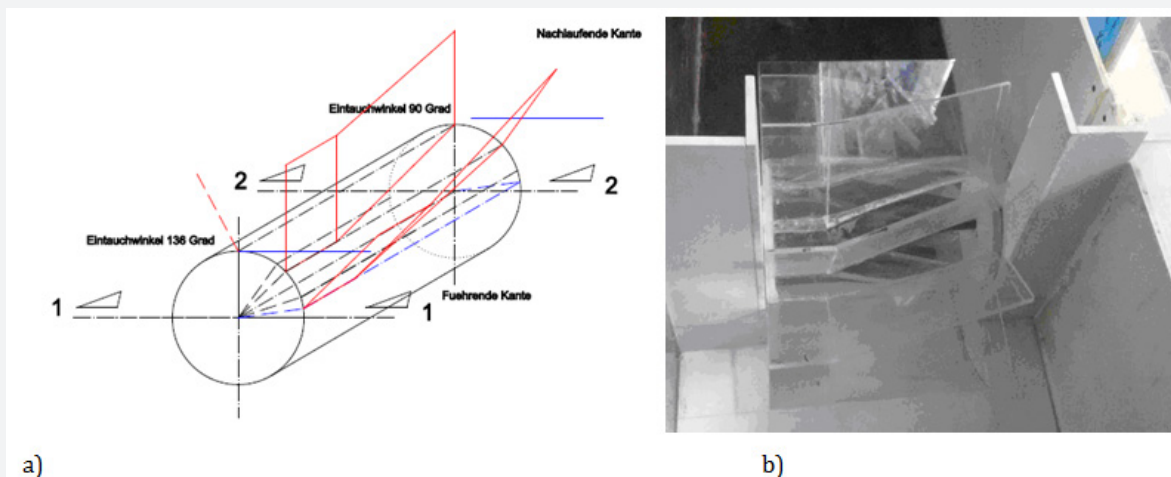 Nachlaufende Kante
Eintauchwinkel 90 Grad
2
2
Eintauchwinkel 136 Grad
1
1
Fuehrende Kante
a)
b)